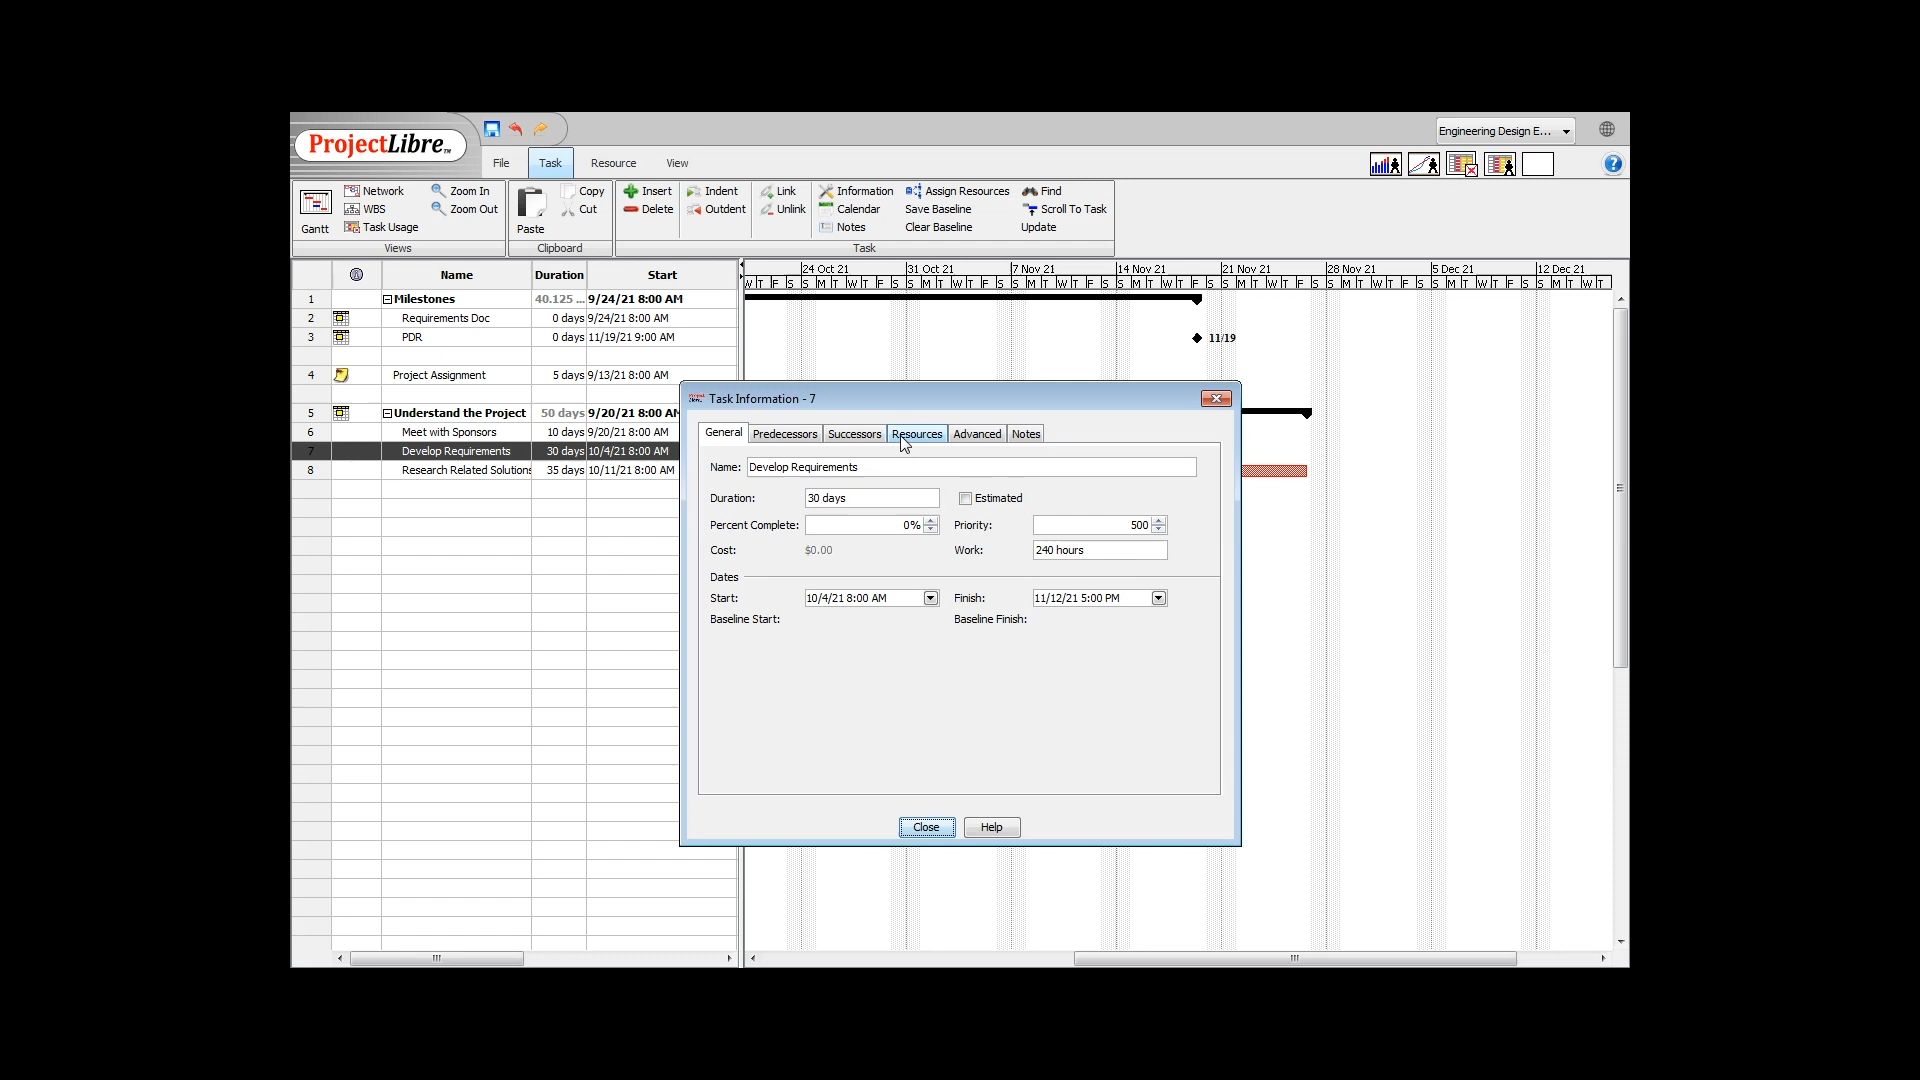 ProjectLibre™
Engineering Design E...
File Task Resource View
Gantt
Network
WBS
Task Usage
Zoom In
Zoom Out
Views
Paste
Copy
Cut
Clipboard
Insert
Delete
Indent
Outdent
Link
Unlink
Information
Calendar
Notes
Assign Resources
Save Baseline
Clear Baseline
Find
Scroll To Task
Update
Task
Name Duration Start
24 Oct 21 31 Oct 21 7 Nov 21 14 Nov 21 21 Nov 21 28 Nov 21 5 Dec 21 12 Dec 21
W T F S S M T W T F S S M T W T F S S M T W T F S S M T W T F S S M T W T F S S M T W T F S S M T W T F S S M T W T
1 Milestones 40.125 ... 9/24/21 8:00 AM
2 Requirements Doc 0 days 9/24/21 8:00 AM
3 PDR 0 days 11/19/21 9:00 AM
11/19
4 Project Assignment 5 days 9/13/21 8:00 AM
5 Understand the Project 50 days 9/20/21 8:00 AM
6 Meet with Sponsors 10 days 9/20/21 8:00 AM
7 Develop Requirements 30 days 10/4/21 8:00 AM
8 Research Related Solutions 35 days 10/11/21 8:00 AM
Task Information - 7
General Predecessors Successors Resources Advanced Notes
Name: Develop Requirements
Duration: 30 days Estimated
Percent Complete: 0% Priority: 500
Cost: $0.00 Work: 240 hours
Dates
Start: 10/4/21 8:00 AM Finish: 11/12/21 5:00 PM
Baseline Start: Baseline Finish:
Close Help